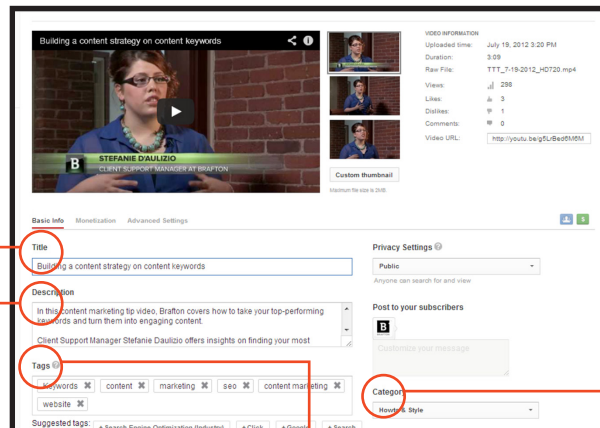 Building a content strategy on content keywords
B
STEFANIE D'AULIZIO
CLIENT SUPPORT MANAGER AT BRAFTON
Custom thumbnail
Maximum file size is 2MB.
VIDEO INFORMATION
Uploaded time: July 19, 2012 3:20 PM
Duration: 3:09
Raw File: TTT_7-19-2012_HD720.mp4
Views: 298
Likes: 3
Dislikes: 1
Comments: 0
Video URL: http://youtu.be/g5LrBed6M6M
Basic Info Monetization Advanced Settings
$
Title
Building a content strategy on content keywords
Description
In this content marketing tip video, Brafton covers how to take your top-performing
keywords and turn them into engaging content.
Client Support Manager Stefanie Daulizio offers insights on finding your most
Tags ?
Keywords content marketing seo content marketing
website
Suggested tags: + Search Engine Optimization (Industry) + Click + Google + Search
Privacy Settings ?
Public
Anyone can search for and view
Post to your subscribers
B
Customize your message
Category
Howto & Style